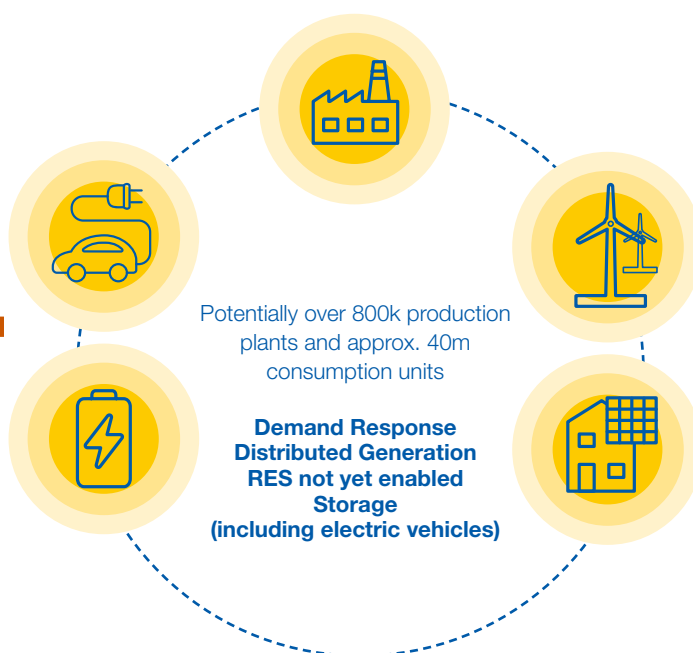 Potentially over 800k production
plants and approx. 40m
consumption units
Demand Response
Distributed Generation
RES not yet enabled
Storage
(including electric vehicles)